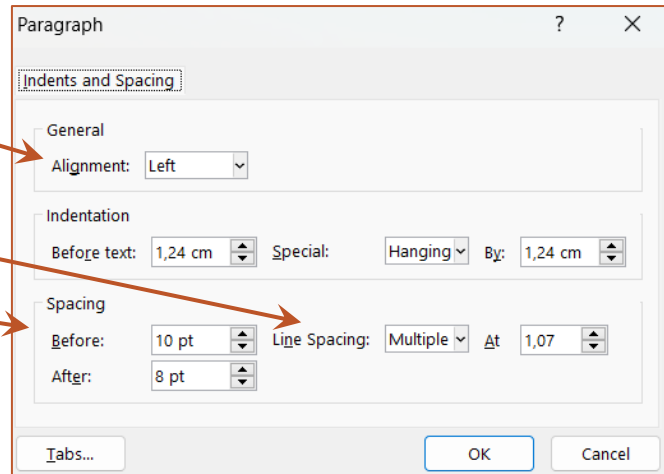 Paragraph ? X
Indents and Spacing
General
Alignment: Left
Indentation
Before text: 1,24 cm Special: Hanging By: 1,24 cm
Spacing
Before: 10 pt Line Spacing: Multiple At 1,07
After: 8 pt
Tabs... OK Cancel